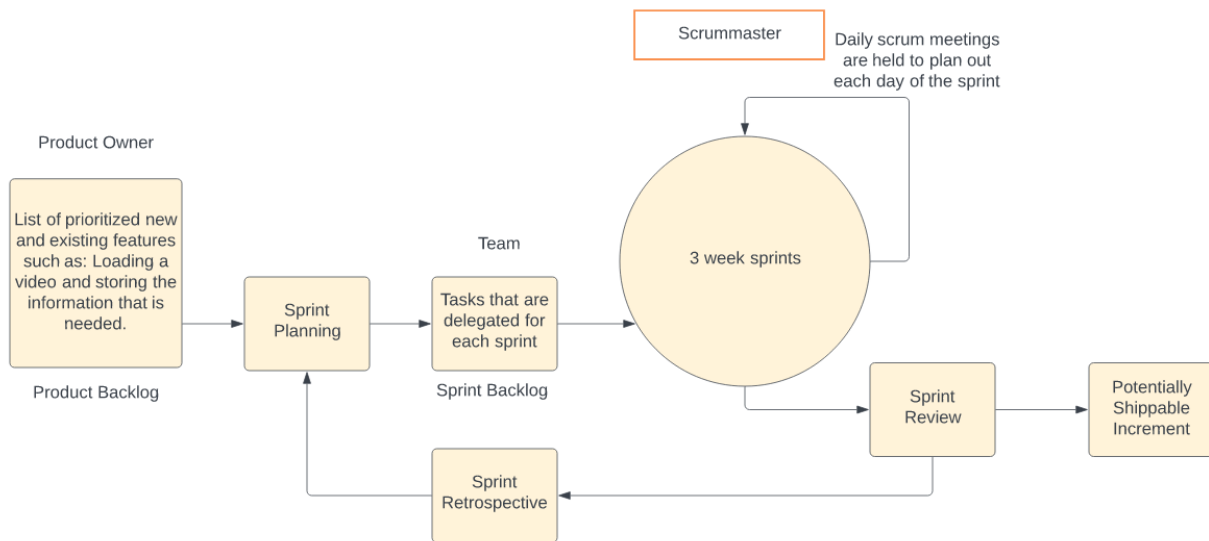 Scrummaster
Daily scrum meetings
are held to plan out
each day of the sprint
Product Owner
List of prioritized new
and existing features
such as: Loading a
video and storing the
information that is
needed.
Product Backlog
Sprint
Planning
Team
Tasks that are
delegated for
each sprint
Sprint Backlog
3 week sprints
Sprint
Review
Potentially
Shippable
Increment
Sprint
Retrospective